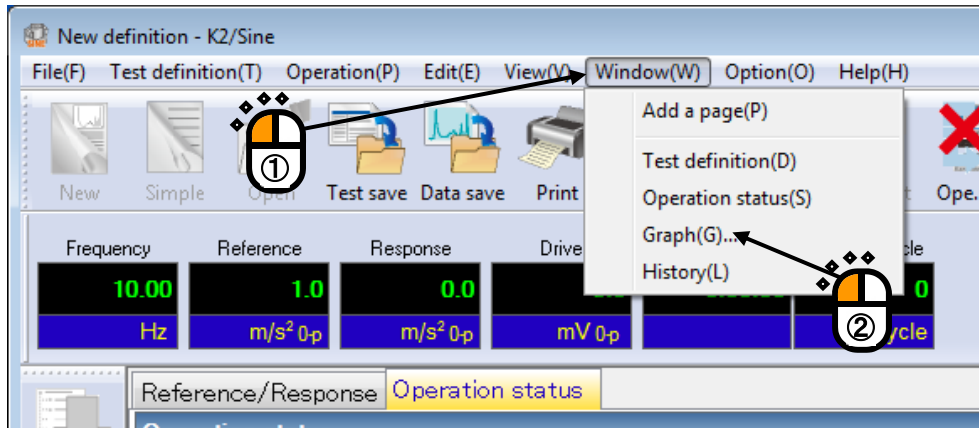 New definition - K2/Sine
File(F) Test definition(T) Operation(P) Edit(E) View(V) Window(W) Option(O) Help(H)
Add a page(P)
Test definition(D)
Operation status(S)
Graph(G)...
History(L)
①
②
New Simple Open Test save Data save Print Ope..
Frequency Reference Response Drive
10.00 1.0 0.0 0
Hz m/s² 0-p m/s² 0-p mV 0-p
Reference/Response Operation status